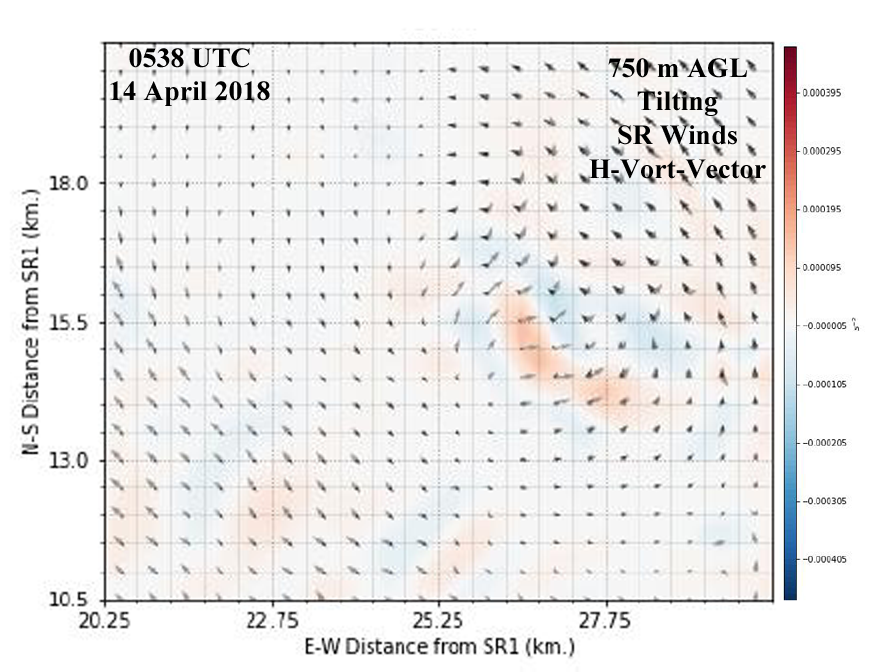 0538 UTC
14 April 2018
750 m AGL
Tilting
SR Winds
H-Vort-Vector
N-S Distance from SR1 (km.)
18.0
15.5
13.0
10.5
20.25
22.75
25.25
27.75
E-W Distance from SR1 (km.)
0.000395
0.000295
0.000195
0.000095
−0.000005
−0.000105
−0.000205
−0.000305
−0.000405
s⁻²